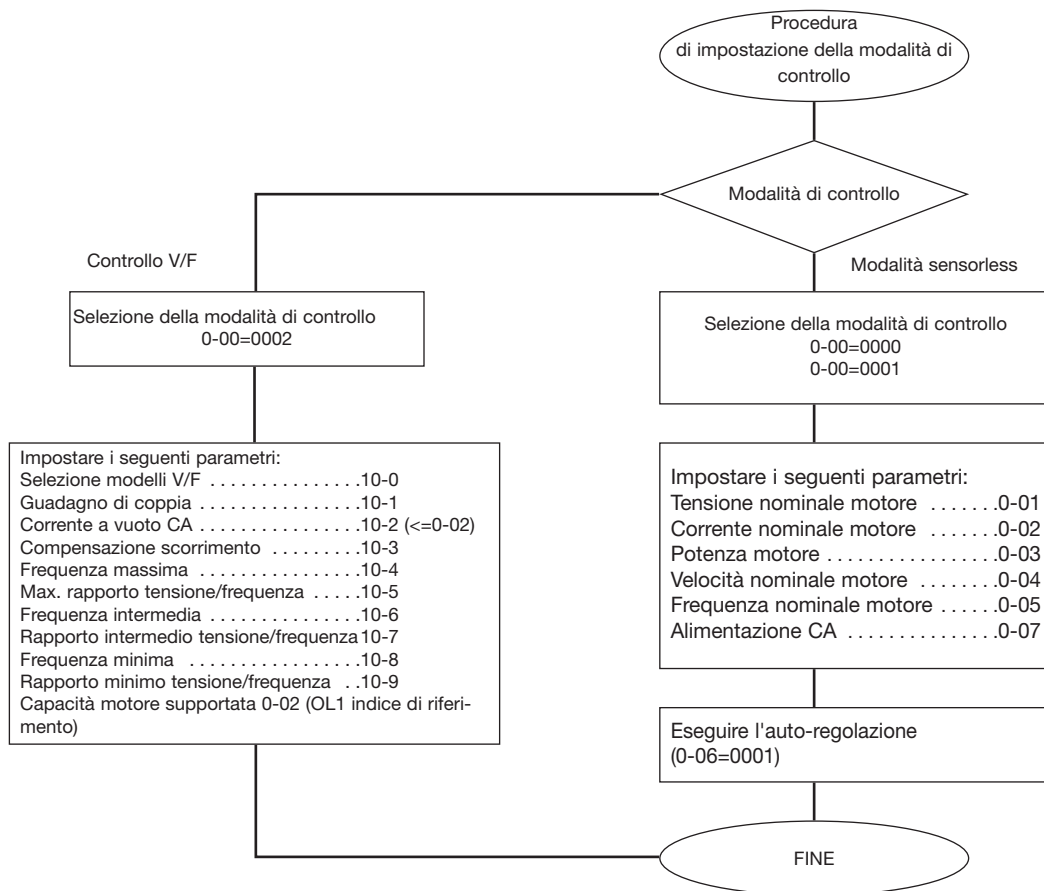 Procedura
di impostazione della modalità di
controllo
Modalità di controllo
Controllo V/F
Selezione della modalità di controllo
0-00=0002
Impostare i seguenti parametri:
Selezione modelli V/F . . . . . . . . . . . . . . .10-0
Guadagno di coppia . . . . . . . . . . . . . . . .10-1
Corrente a vuoto CA . . . . . . . . . . . . . . . .10-2 (<=0-02)
Compensazione scorrimento . . . . . . . . .10-3
Frequenza massima . . . . . . . . . . . . . . . .10-4
Max. rapporto tensione/frequenza . . . . .10-5
Frequenza intermedia . . . . . . . . . . . . . . .10-6
Rapporto intermedio tensione/frequenza 10-7
Frequenza minima . . . . . . . . . . . . . . . . .10-8
Rapporto minimo tensione/frequenza . .10-9
Capacità motore supportata 0-02 (OL1 indice di riferi-
mento)
Modalità sensorless
Selezione della modalità di controllo
0-00=0000
0-00=0001
Impostare i seguenti parametri:
Tensione nominale motore . . . . . .0-01
Corrente nominale motore . . . . . .0-02
Potenza motore . . . . . . . . . . . . . . .0-03
Velocità nominale motore . . . . . . .0-04
Frequenza nominale motore . . . . .0-05
Alimentazione CA . . . . . . . . . . . . .0-07
Eseguire l'auto-regolazione
(0-06=0001)
FINE